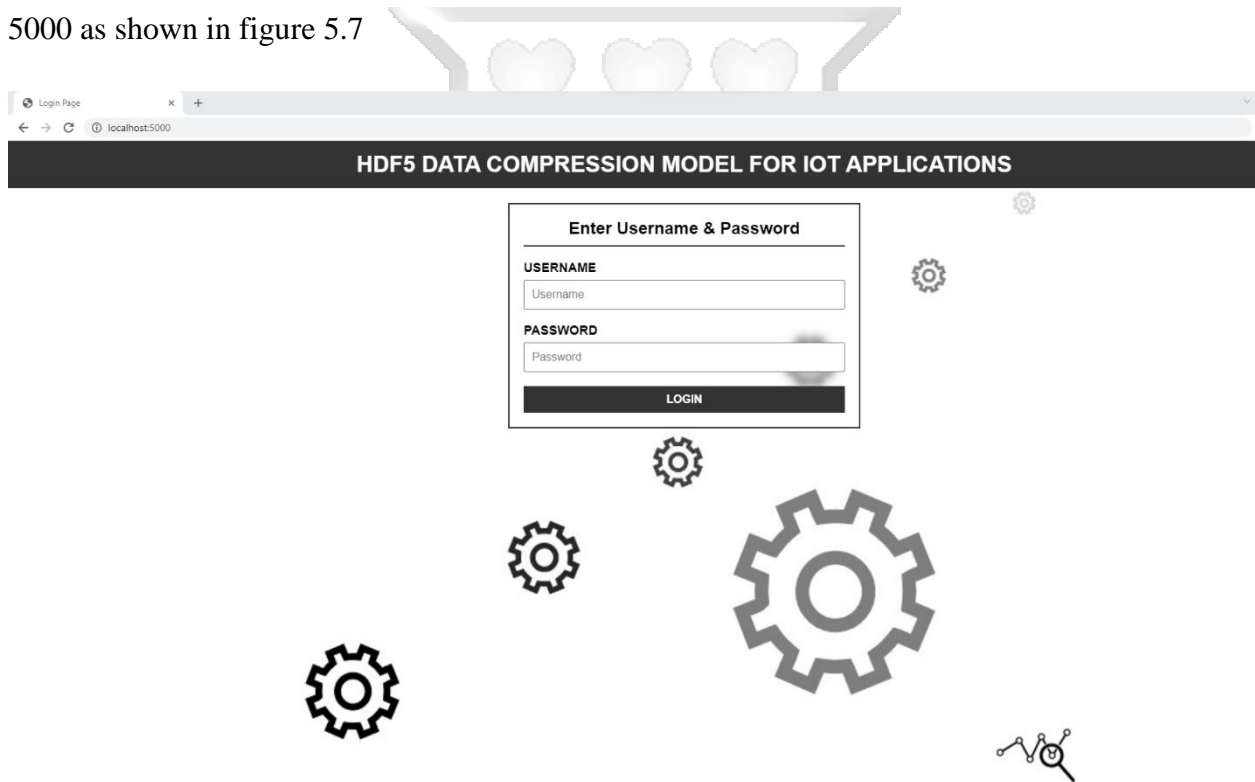 5000 as shown in figure 5.7
Login Page
localhost:5000
HDF5 DATA COMPRESSION MODEL FOR IOT APPLICATIONS
Enter Username & Password
USERNAME
Username
PASSWORD
Password
LOGIN